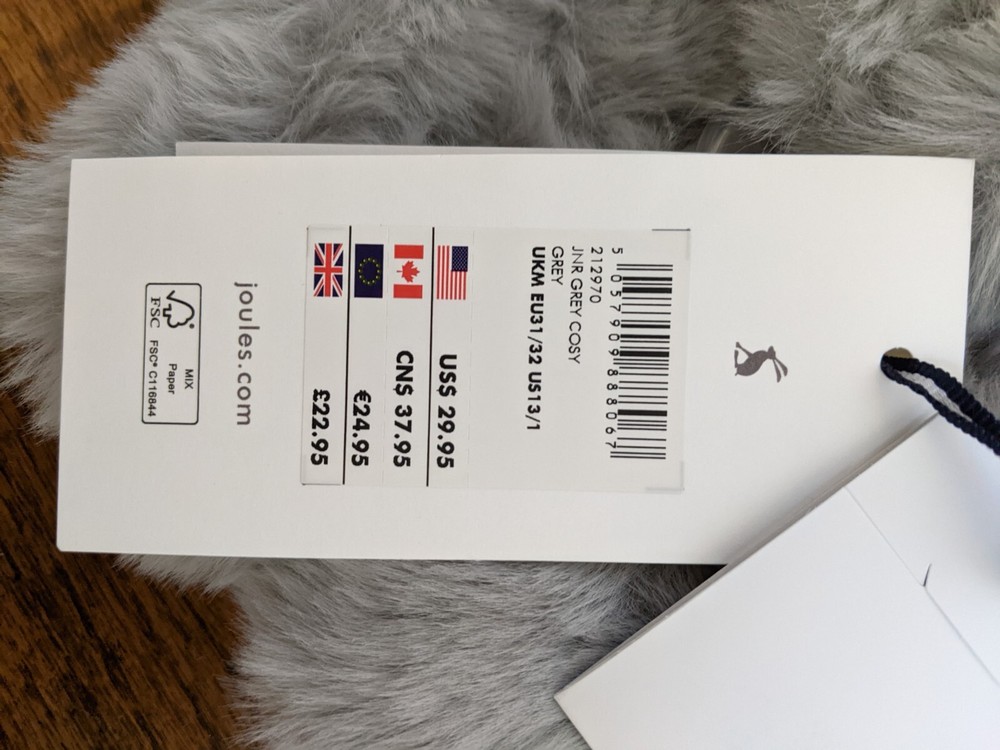 5 057909 888067
212970
JNR GREY COSY
GREY
UKM EU31/32 US13/1
US$ 29.95
CN$ 37.95
€24.95
£22.95
joules.com
MIX
Paper
FSC FSC® C116844